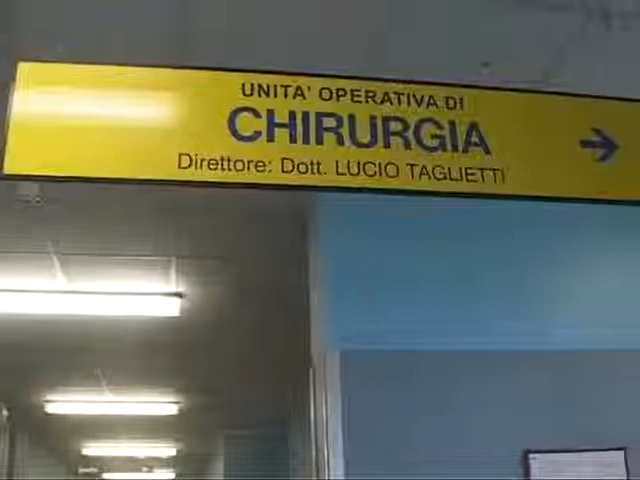 UNITA' OPERATIVA DI
CHIRURGIA
Direttore: Dott. LUCIO TAGLIETTI